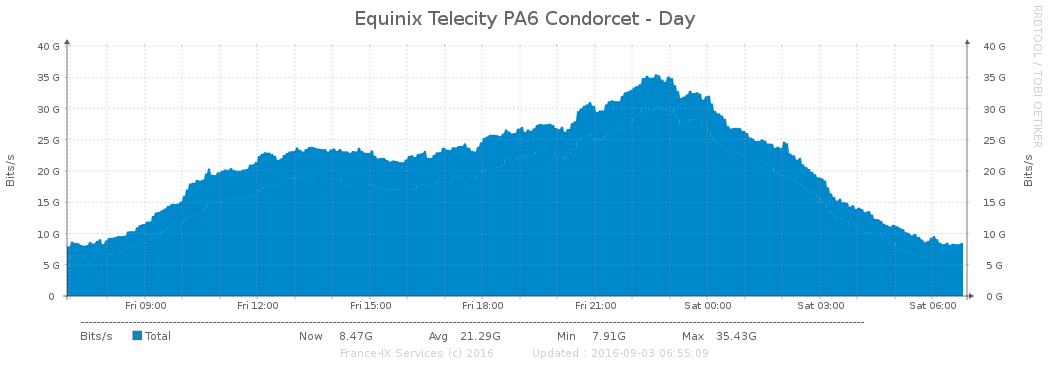 Equinix Telecity PA6 Condorcet - Day
RRDTOOL / TOBI OETIKER
40 G 40 G
35 G 35 G
30 G 30 G
25 G 25 G
20 G 20 G
15 G 15 G
10 G 10 G
5 G 5 G
0 0 G
Bits/s Bits/s
Fri 09:00 Fri 12:00 Fri 15:00 Fri 18:00 Fri 21:00 Sat 00:00 Sat 03:00 Sat 06:00
Bits/s Total Now 8.47G Avg 21.29G Min 7.91G Max 35.43G
France-IX Services (c) 2016 Updated : 2016-09-03 06:55:09